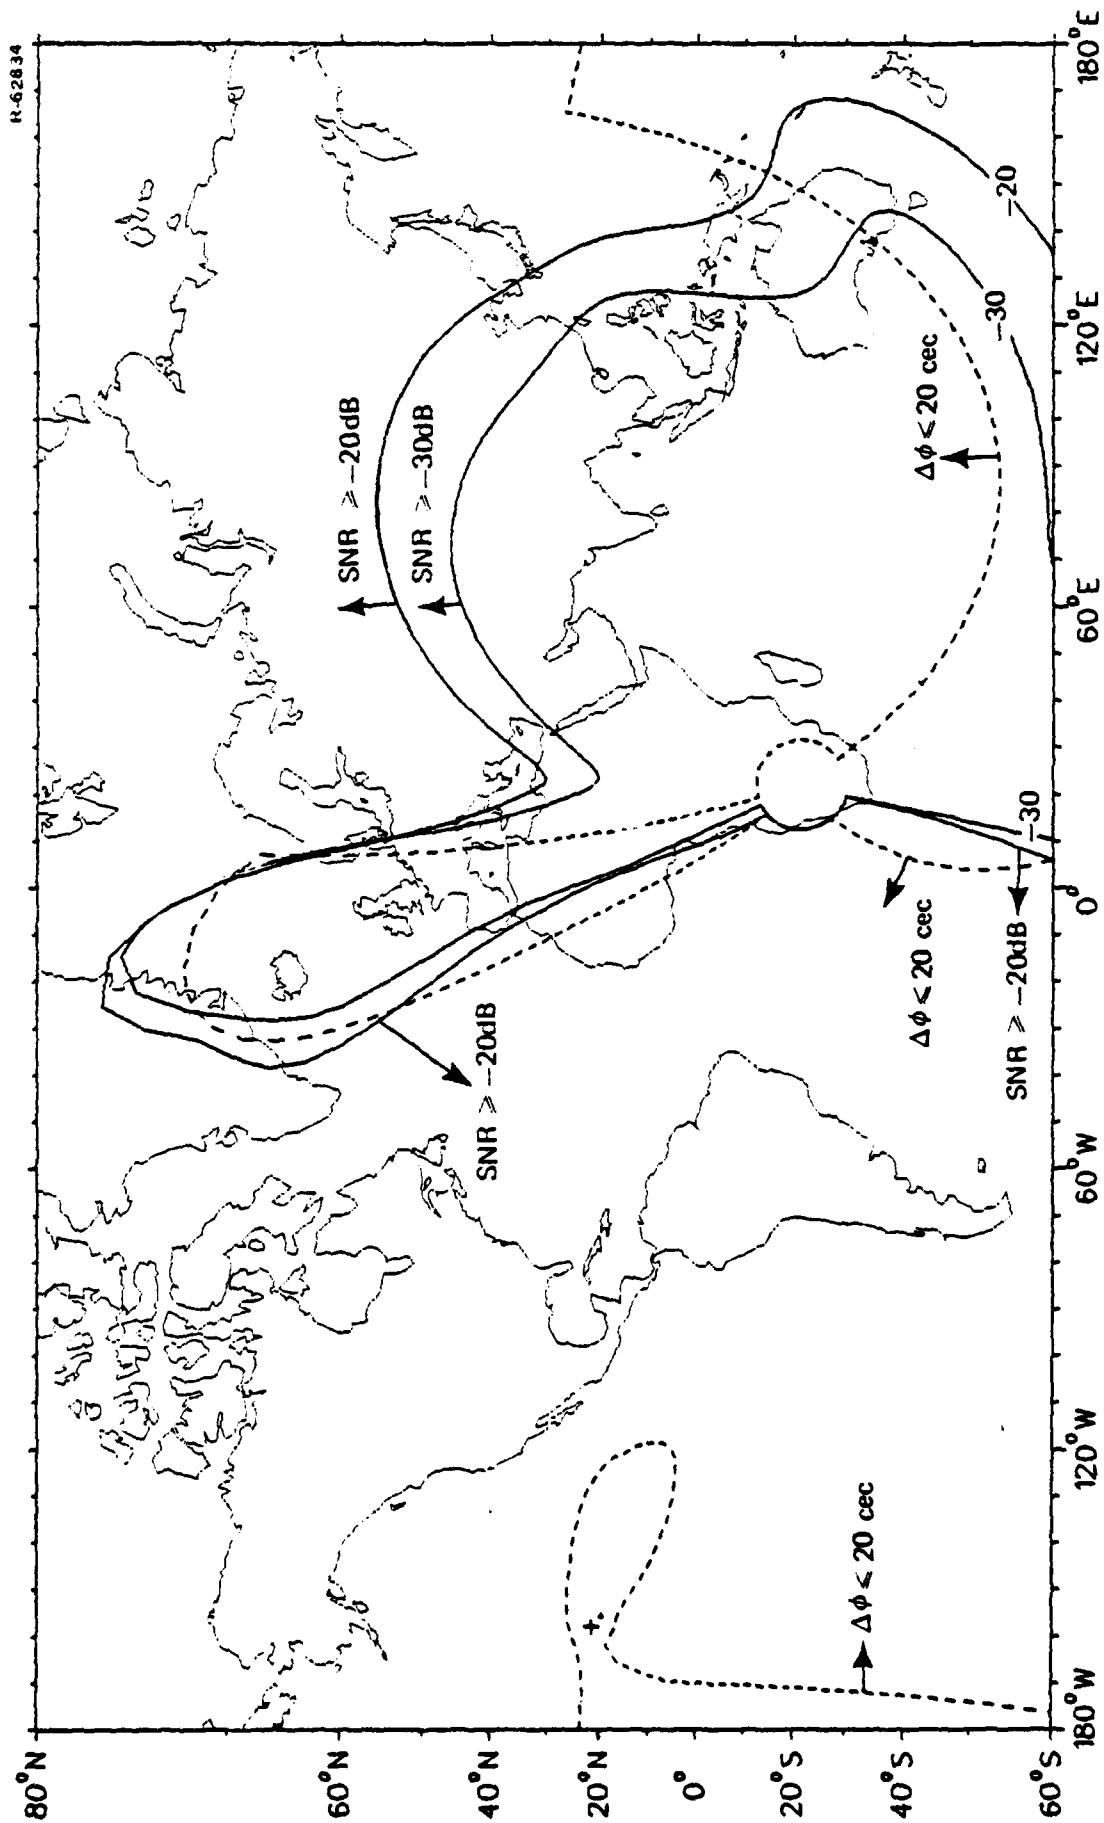 R-62834
80°N
60°N
40°N
20°N
0°
20°S
40°S
60°S
180°W
120°W
60°W
0°
60°E
120°E
180°E
SNR ⩾ -20dB
SNR ⩾ -30dB
SNR ⩾ -20dB
Δϕ ⩽ 20 cec
Δϕ ⩽ 20 cec
Δϕ ⩽ 20 cec
SNR ⩾ -20dB
-30
-30
-20
+